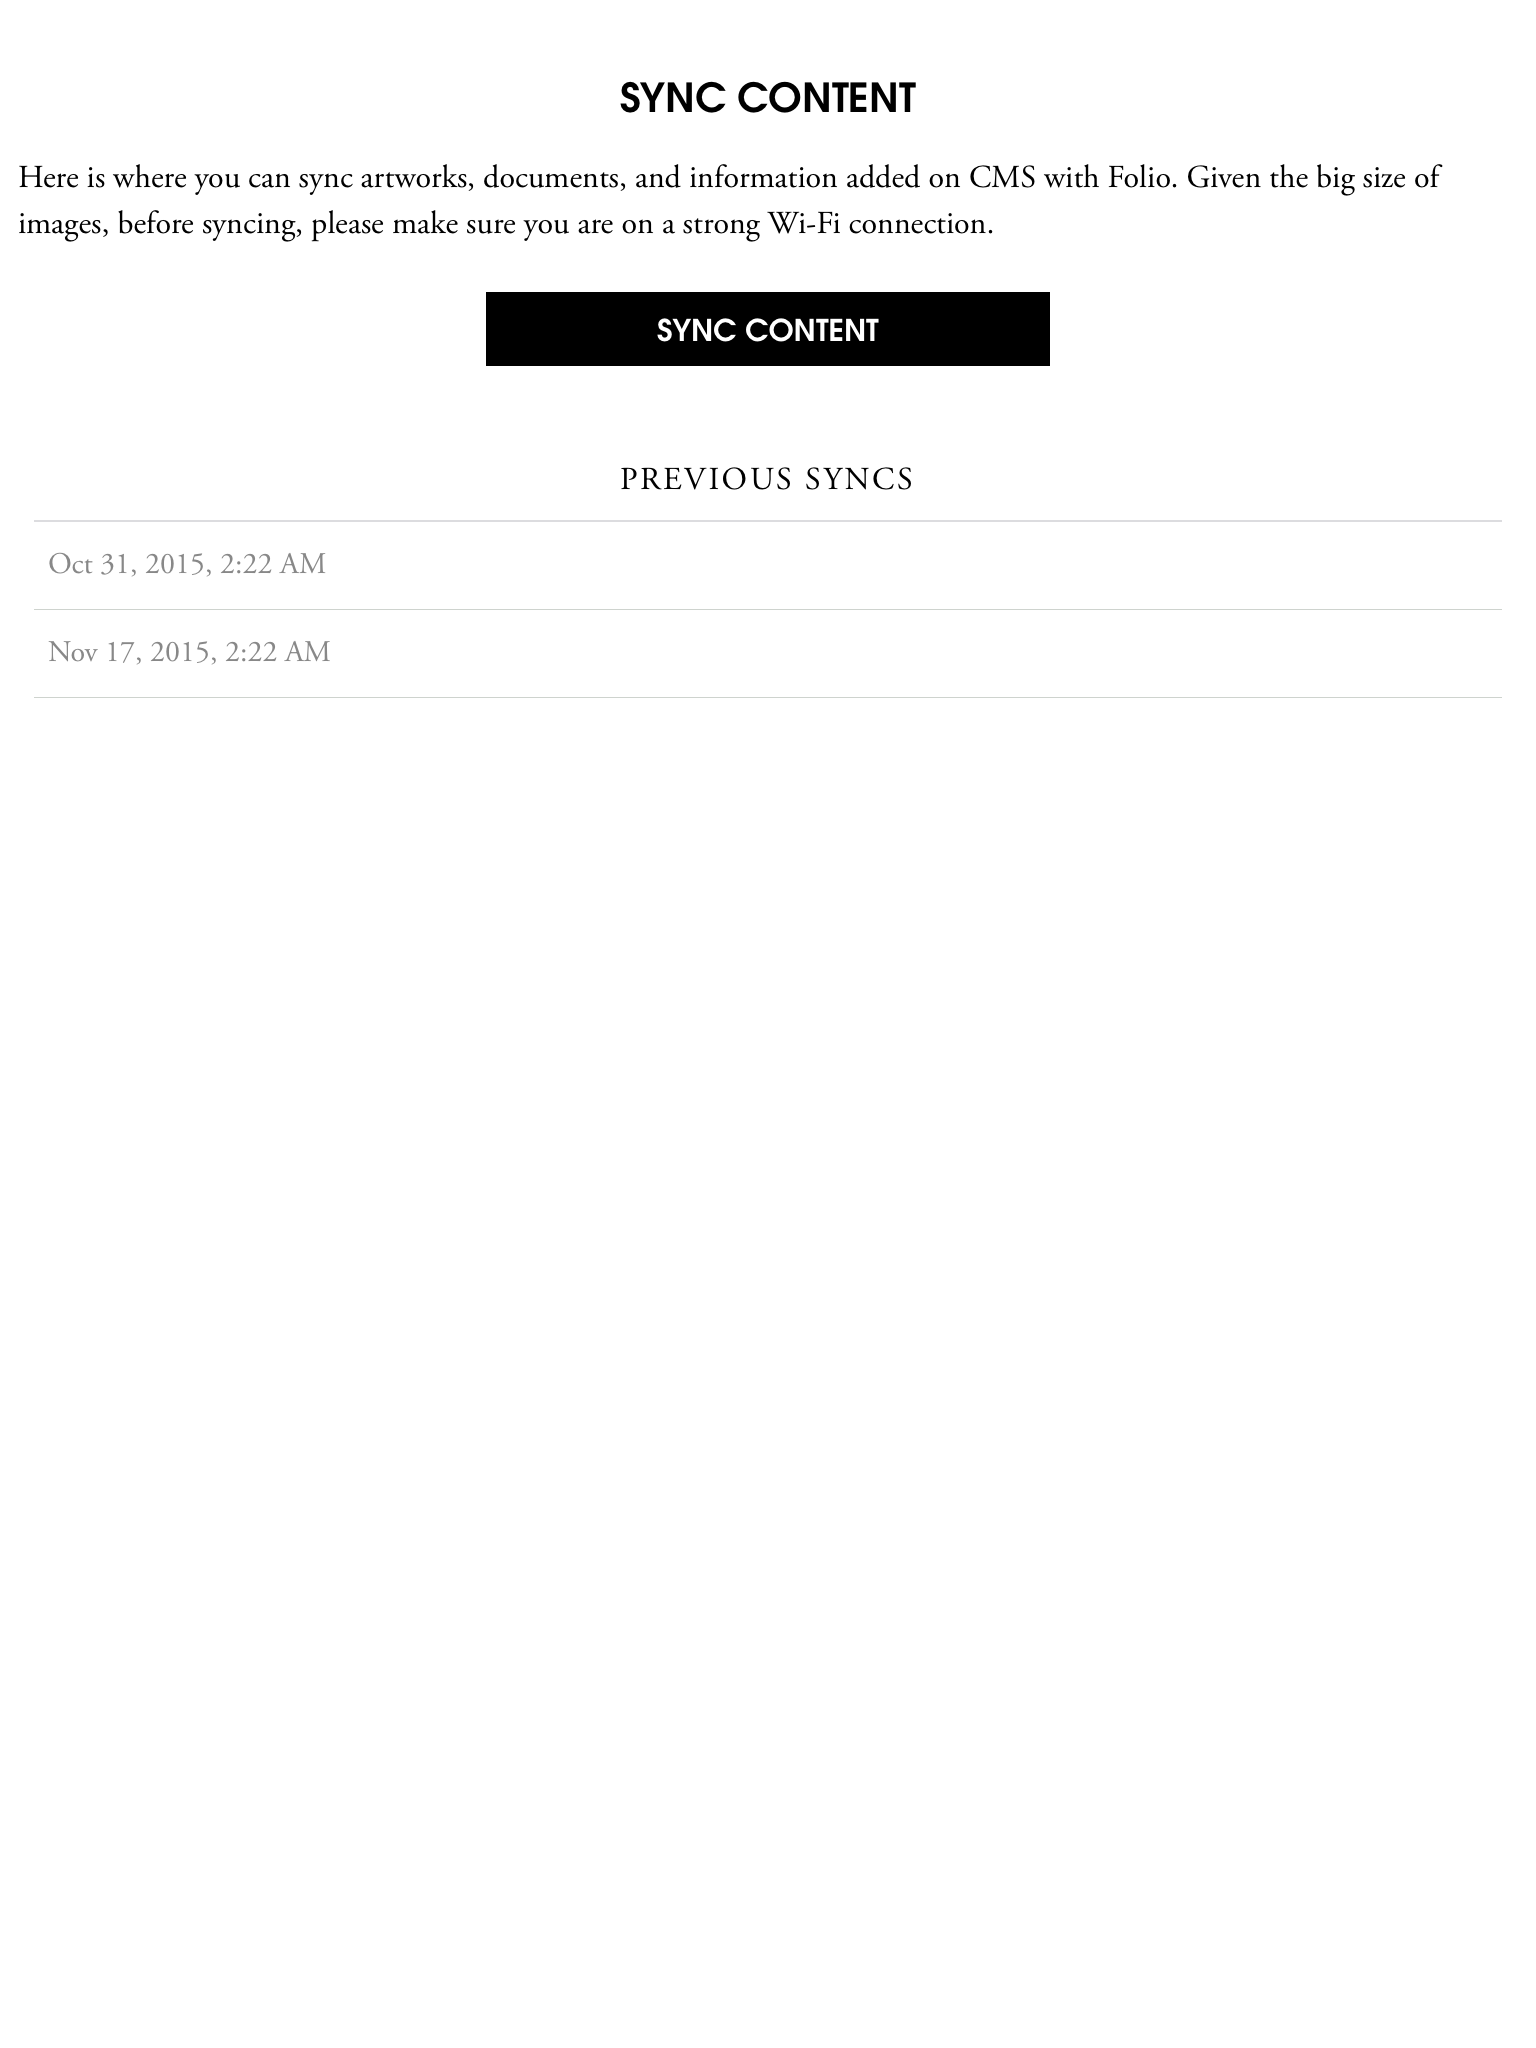 SYNC CONTENT
Here is where you can sync artworks, documents, and information added on CMS with Folio. Given the big size of
images, before syncing, please make sure you are on a strong Wi-Fi connection.
SYNC CONTENT
PREVIOUS SYNCS
Oct 31, 2015, 2:22 AM
Nov 17, 2015, 2:22 AM